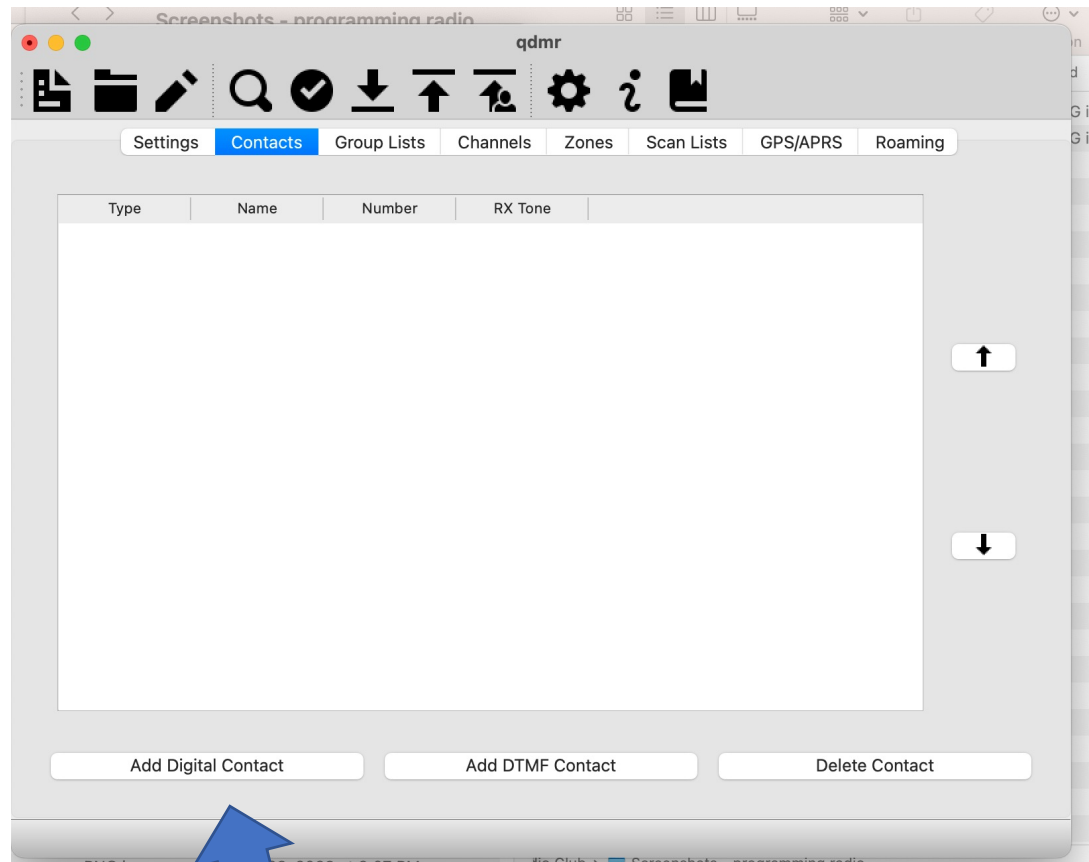 Screenshots - programming radio
qdmr
Settings Contacts Group Lists Channels Zones Scan Lists GPS/APRS Roaming
Type Name Number RX Tone
Add Digital Contact Add DTMF Contact Delete Contact
Screenshots - programming radio